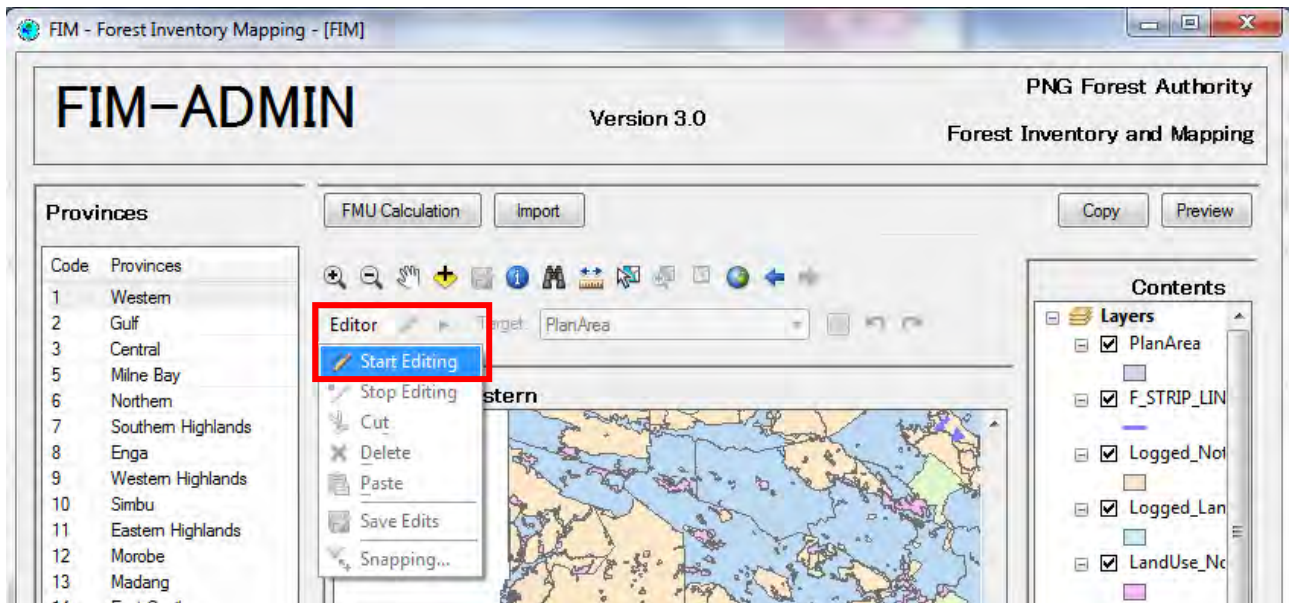 FIM - Forest Inventory Mapping - [FIM]
FIM-ADMIN
Version 3.0
PNG Forest Authority
Forest Inventory and Mapping
Provinces
Code Provinces
1 Western
2 Gulf
3 Central
5 Milne Bay
6 Northern
7 Southern Highlands
8 Enga
9 Western Highlands
10 Simbu
11 Eastern Highlands
12 Morobe
13 Madang
FMU Calculation Import Copy Preview
Editor Target: PlanArea
Start Editing
Stop Editing
Cut
Delete
Paste
Save Edits
Snapping...
stern
Contents
Layers
PlanArea
F_STRIP_LIN
Logged_Not
Logged_Lan
LandUse_Nc